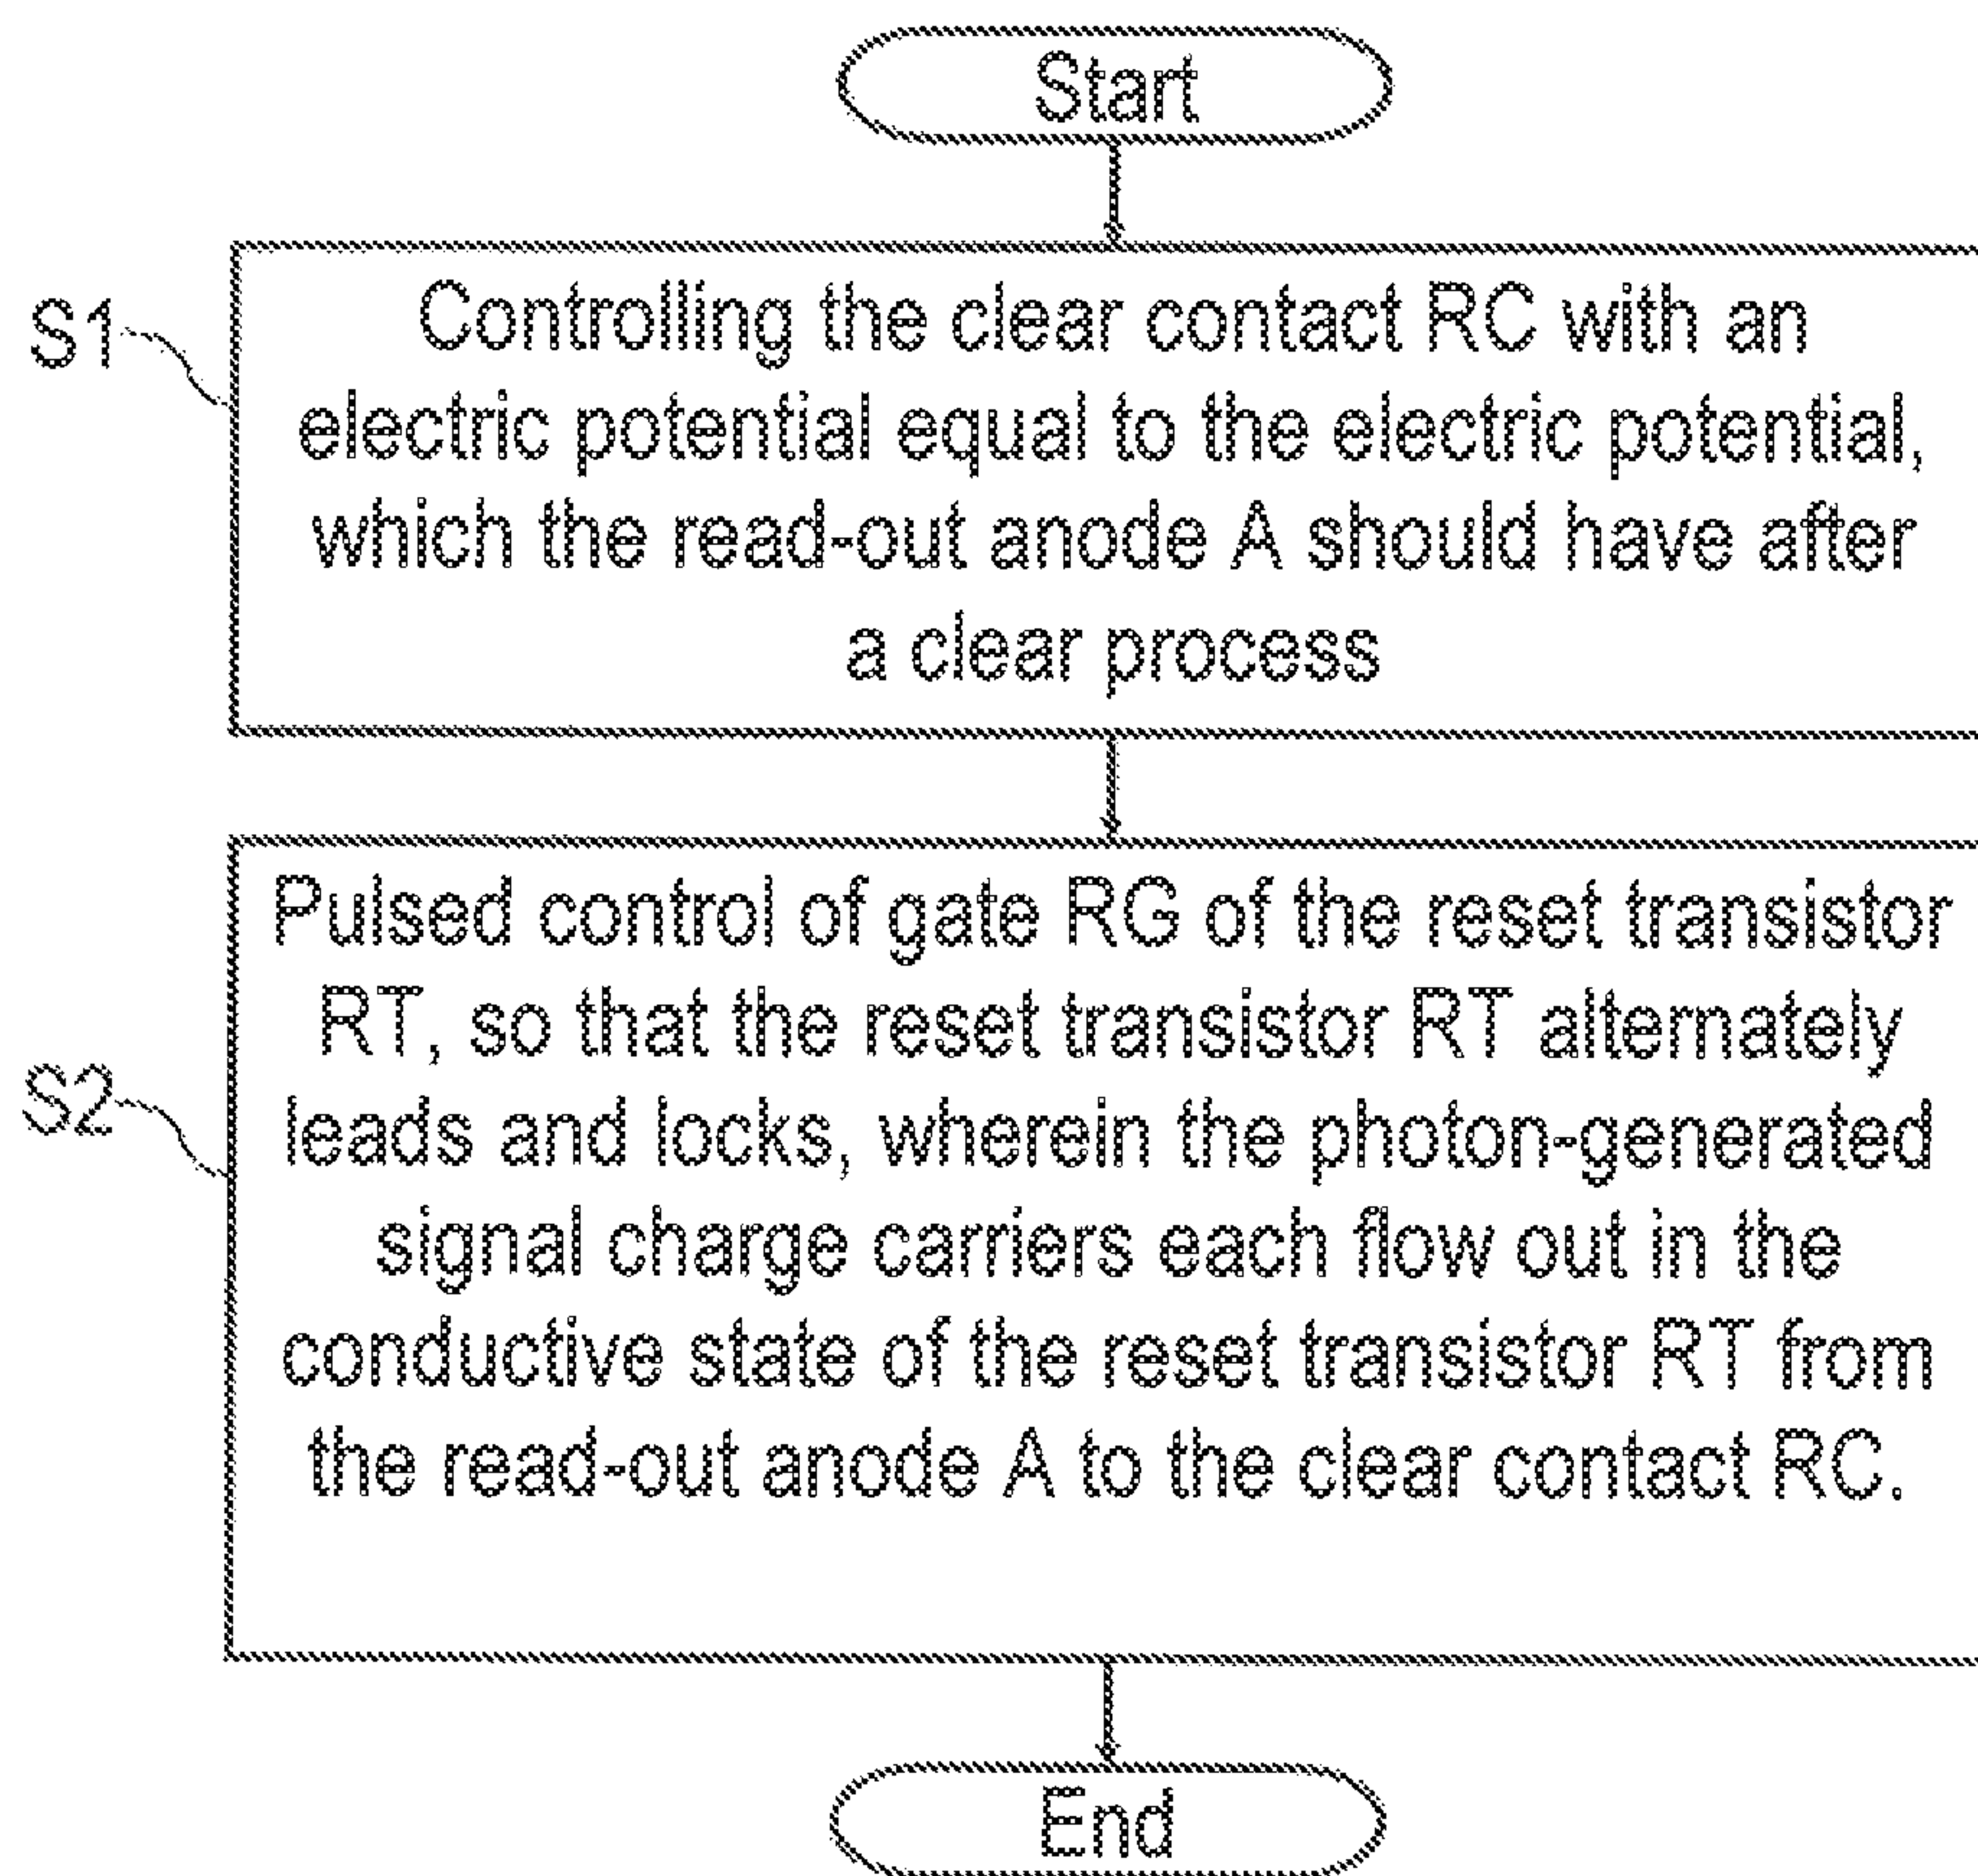 Start
S1
Controlling the clear contact RC with an
electric potential equal to the electric potential,
which the read-out anode A should have after
a clear process
S2
Pulsed control of gate RG of the reset transistor
RT, so that the reset transistor RT alternately
leads and locks, wherein the photon-generated
signal charge carriers each flow out in the
conductive state of the reset transistor RT from
the read-out anode A to the clear contact RC.
End